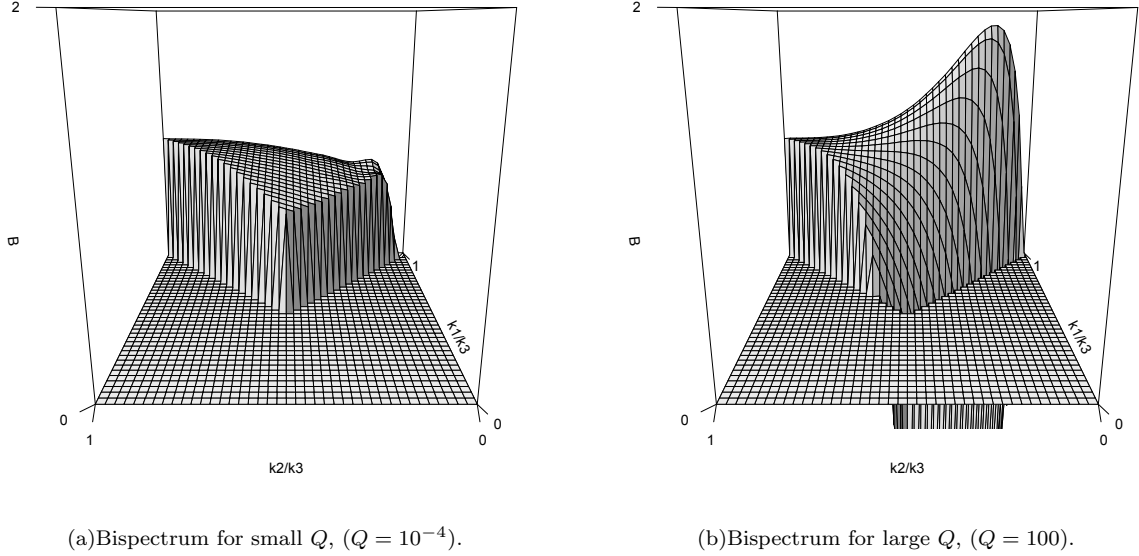 2
B
0
1
k2/k3
0
0
k1/k3
1
2
B
0
1
k2/k3
0
0
k1/k3
1
(a)Bispectrum for small Q, (Q = 10⁻⁴).
(b)Bispectrum for large Q, (Q = 100).